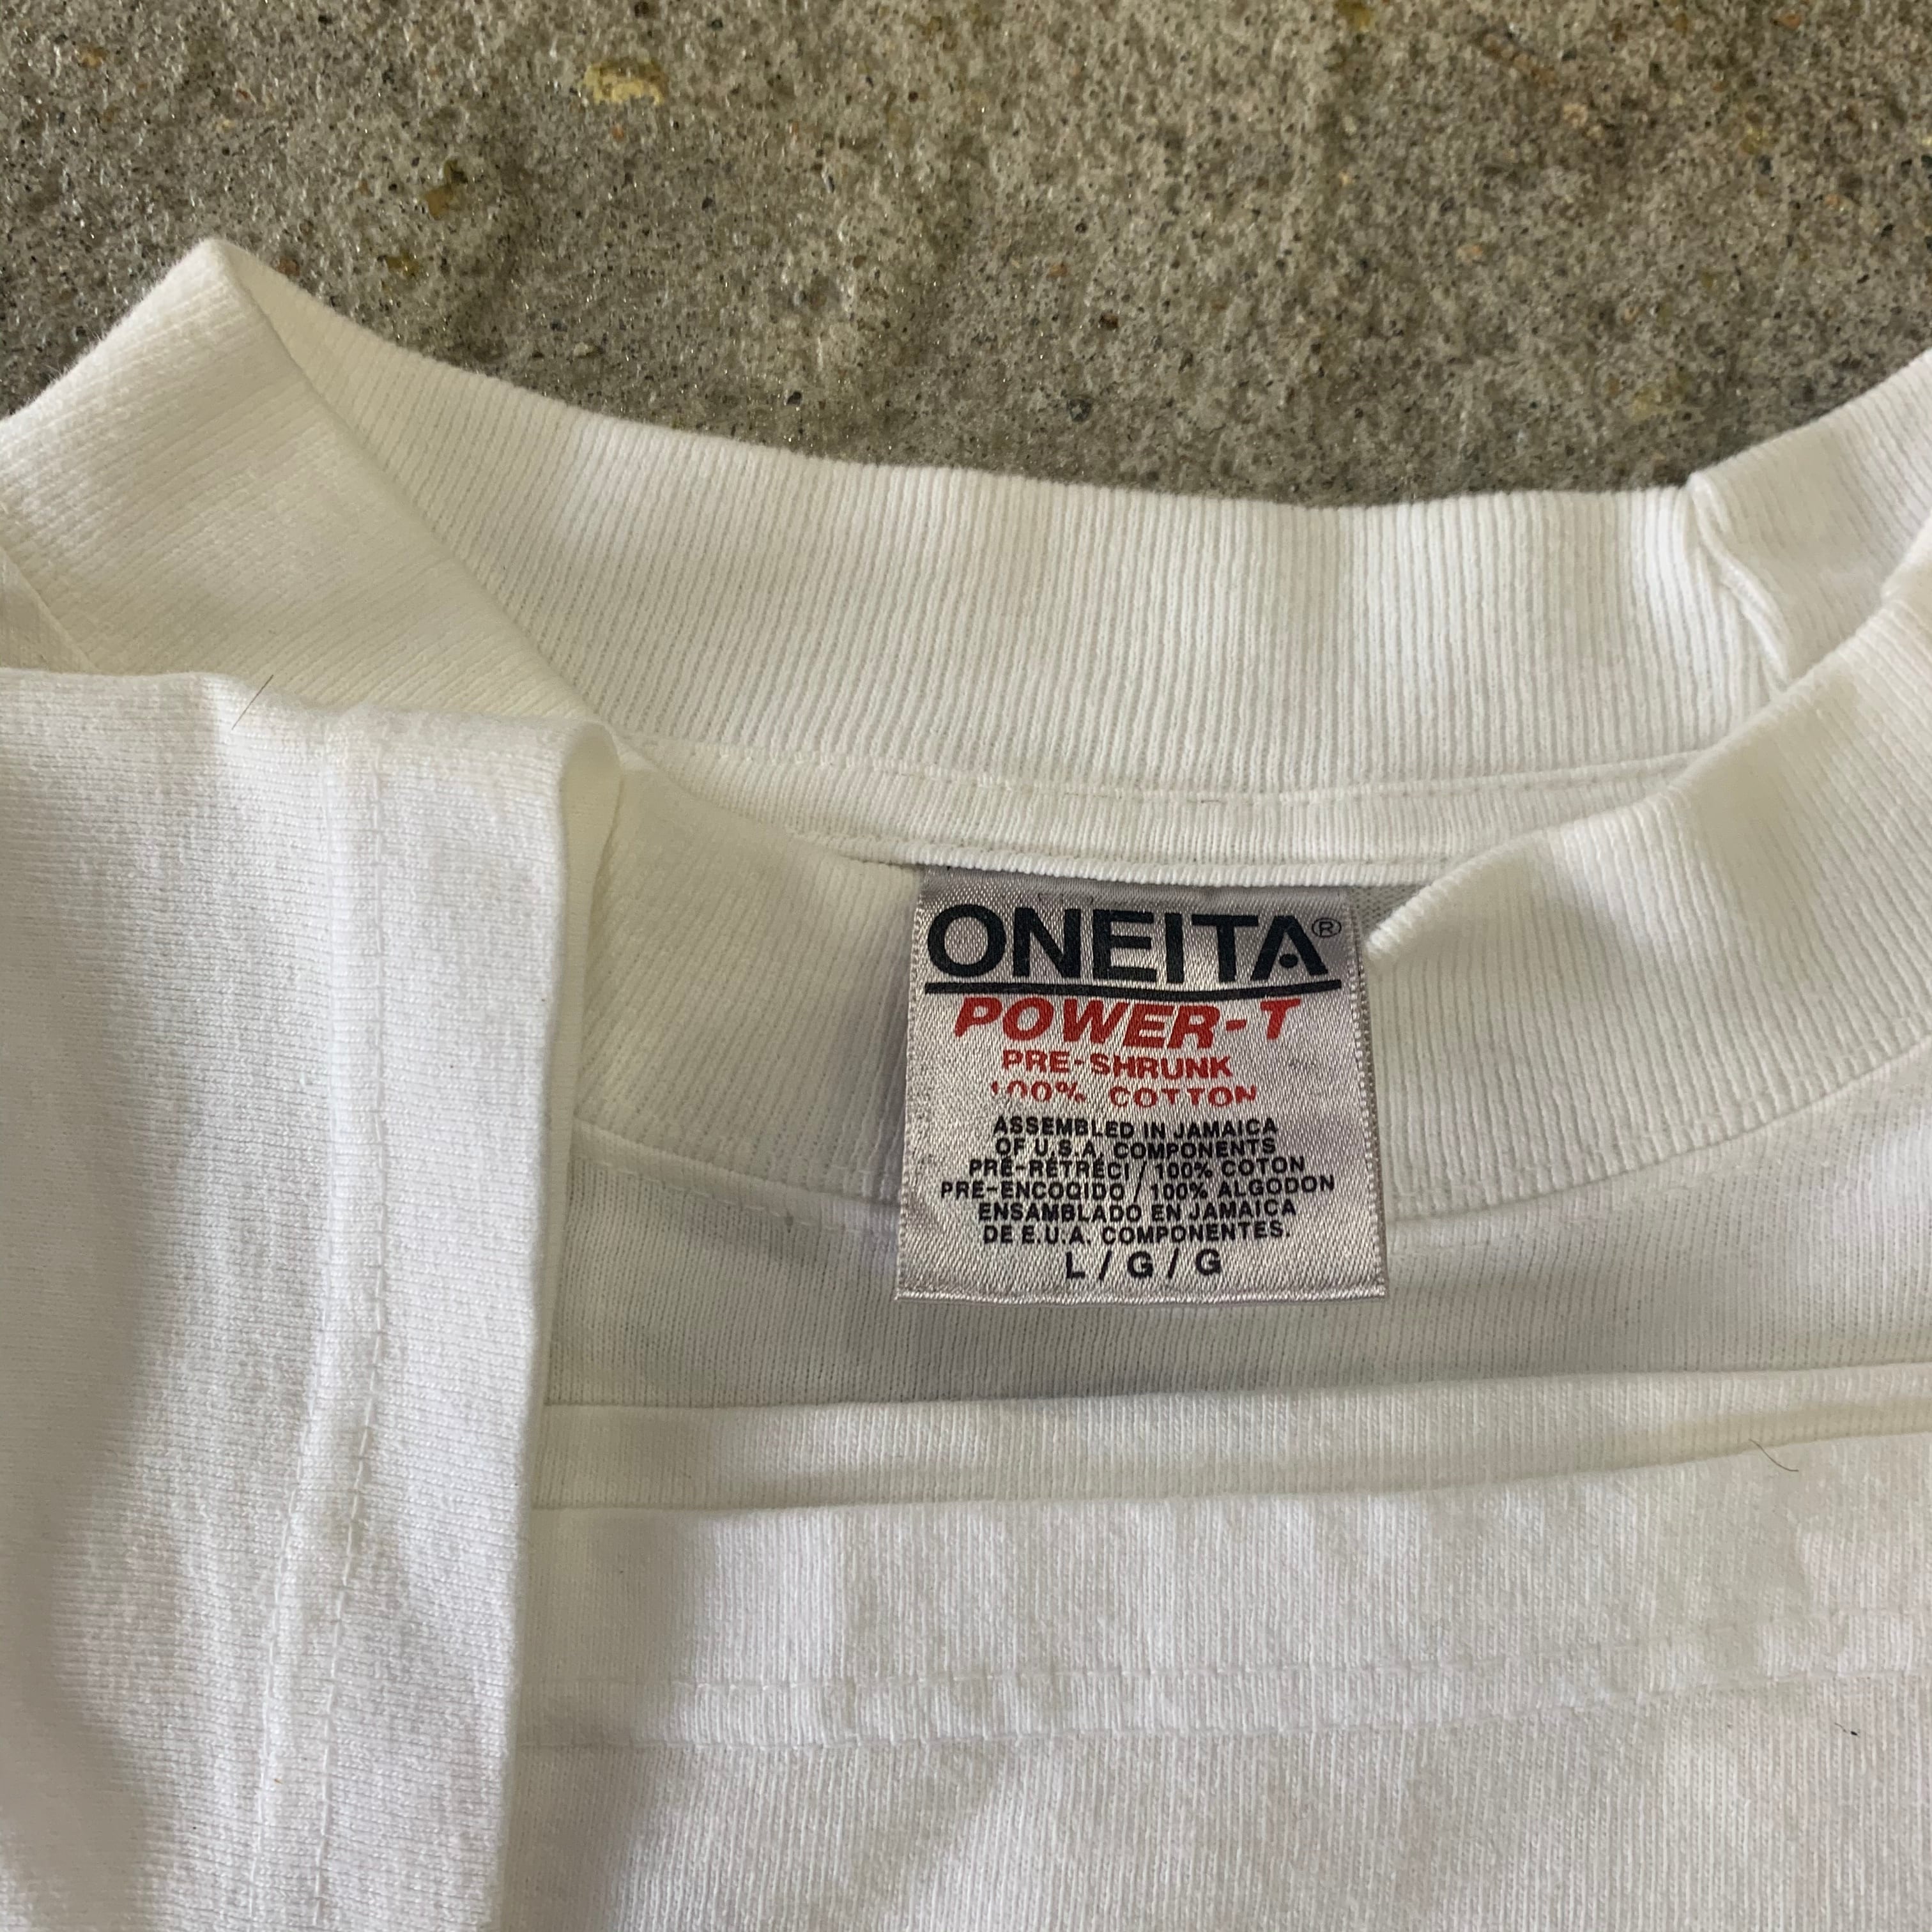 ONEITA®
POWER-T
PRE-SHRUNK
100% COTTON
ASSEMBLED IN JAMAICA
OF U.S.A. COMPONENTS
PRÉ-RÉTRÉCI / 100% COTON
PRE-ENCOGIDO / 100% ALGODON
ENSAMBLADO EN JAMAICA
DE E.U.A. COMPONENTES.
L / G / G